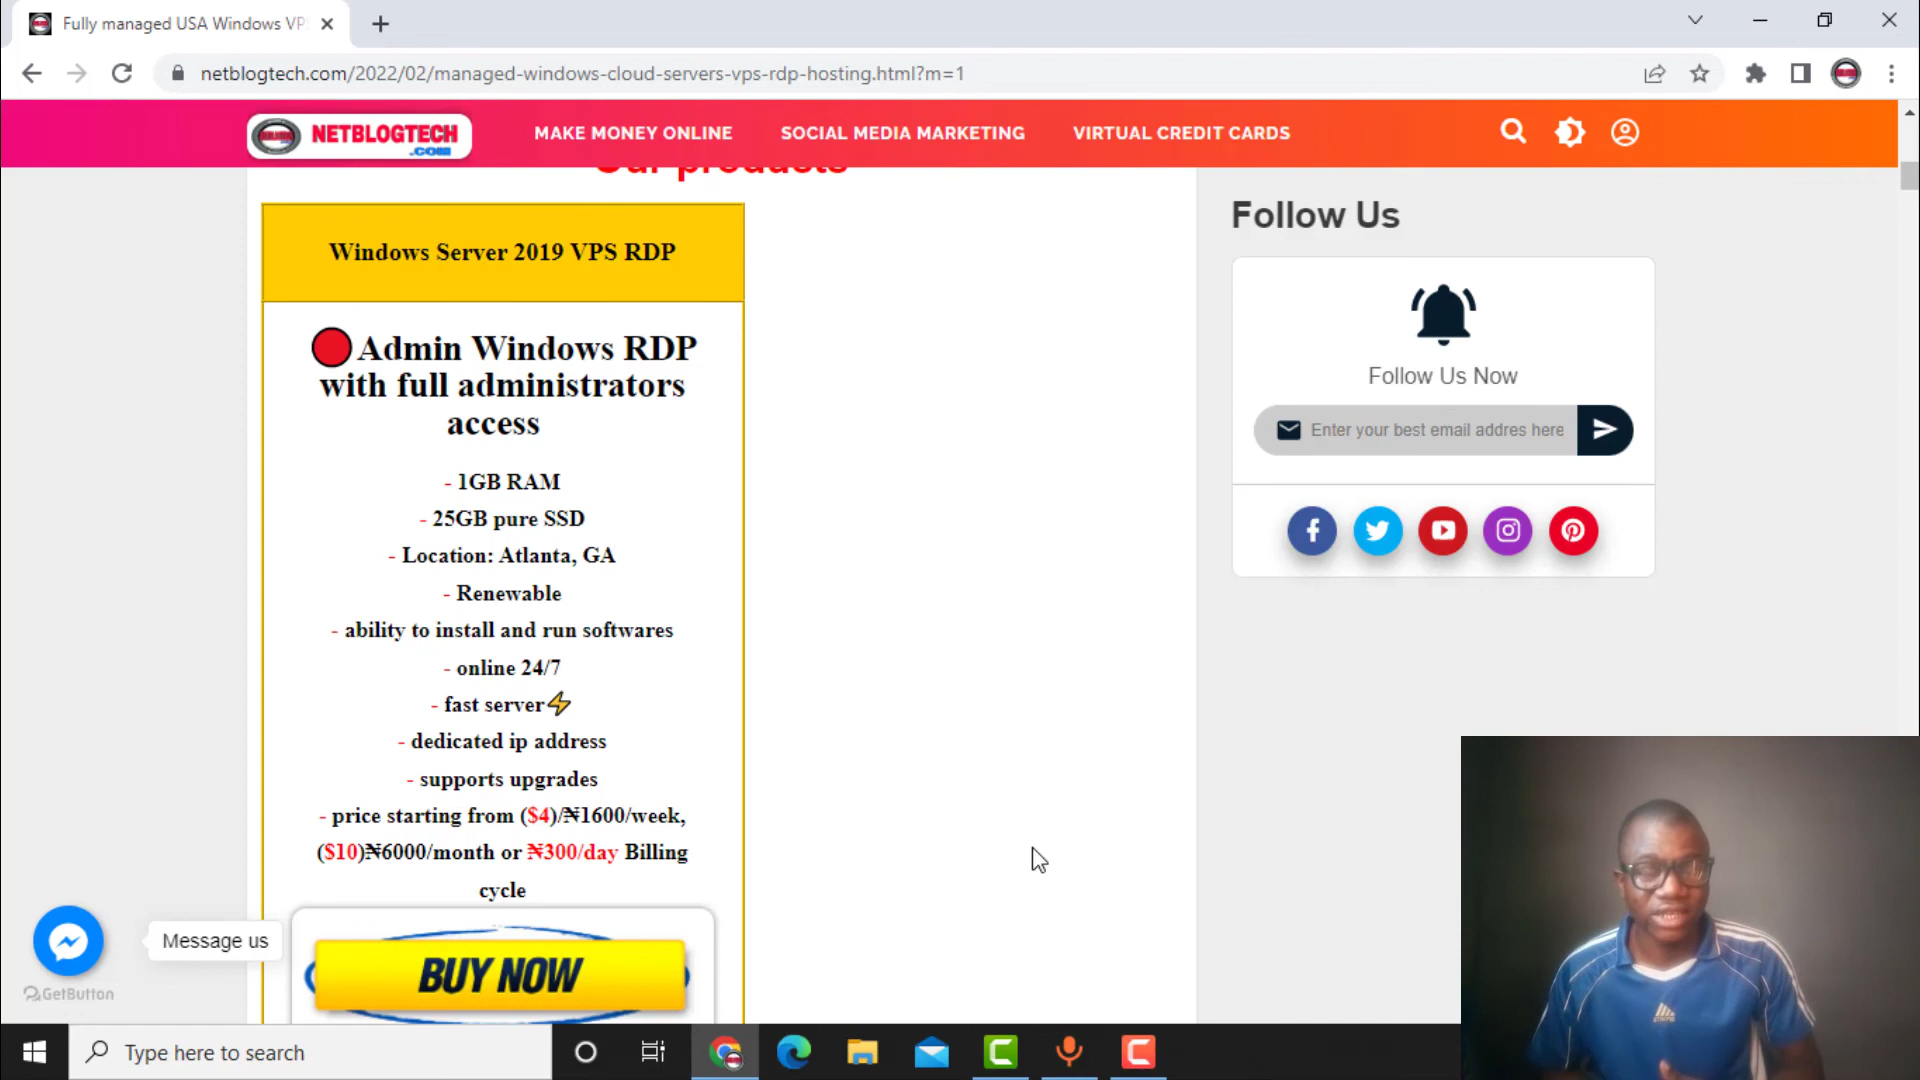 Fully managed USA Windows VP
netblogtech.com/2022/02/managed-windows-cloud-servers-vps-rdp-hosting.html?m=1
NETBLOGTECH
.COM
MAKE MONEY ONLINE
SOCIAL MEDIA MARKETING
VIRTUAL CREDIT CARDS
Our products
Windows Server 2019 VPS RDP
Admin Windows RDP
with full administrators
access
- 1GB RAM
- 25GB pure SSD
- Location: Atlanta, GA
- Renewable
- ability to install and run softwares
- online 24/7
- fast server⚡
- dedicated ip address
- supports upgrades
- price starting from ($4)/₦1600/week,
($10)₦6000/month or ₦300/day Billing
cycle
BUY NOW
Follow Us
Follow Us Now
Enter your best email addres here
Message us
GetButton
Type here to search